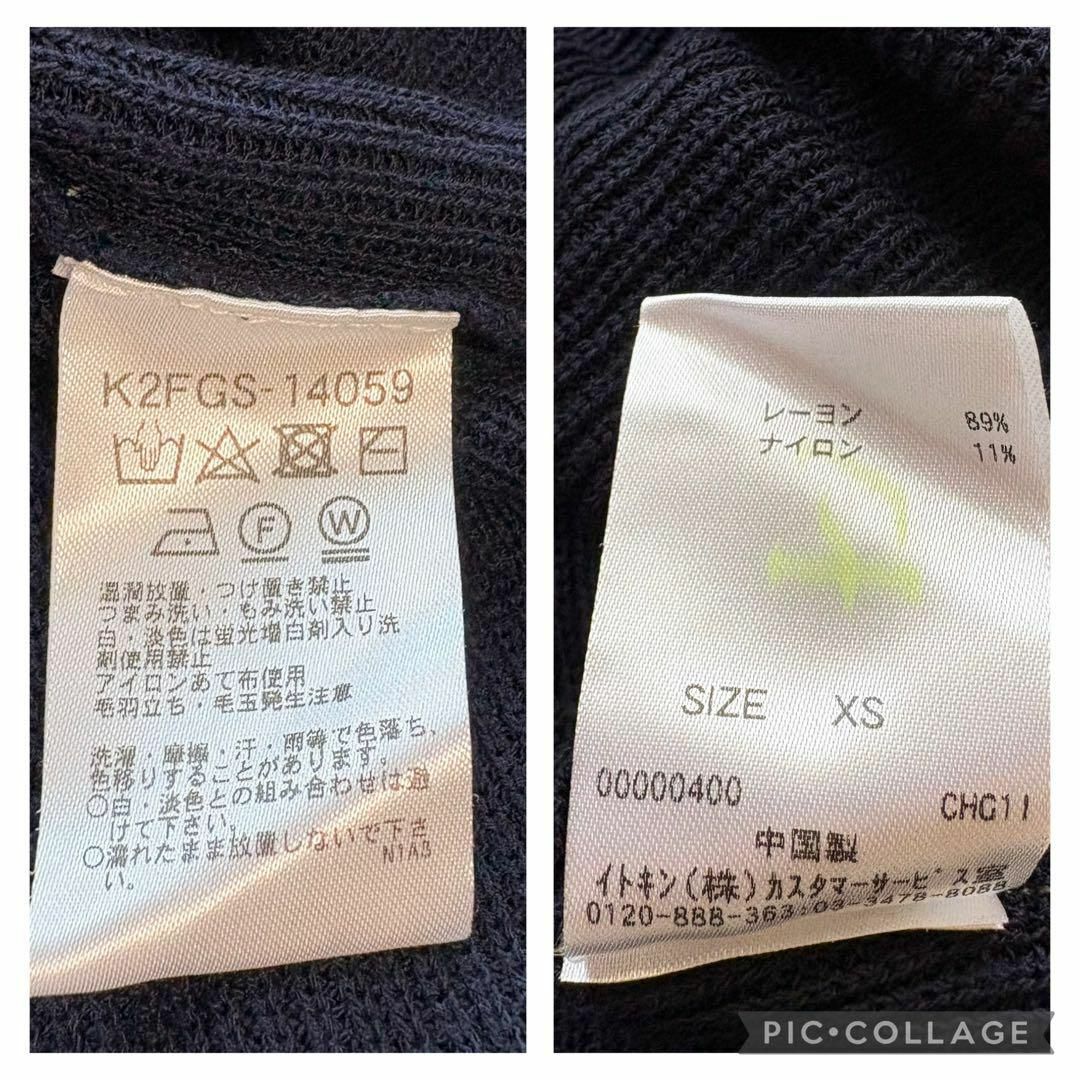 K2FGS-14059
F W
湿潤放置・つけ置き禁止
つまみ洗い・もみ洗い禁止
白・淡色は蛍光増白剤入り洗
剤使用禁止
アイロンあて布使用
毛羽立ち・毛玉発生注意
洗濯・摩擦・汗・雨等で色落ち、
色移りすることがあります。
○白・淡色との組み合わせは避
けて下さい。
○濡れたまま放置しないで下さ
い。
N1A3
レーヨン 89%
ナイロン 11%
SIZE XS
00000400
CHG11
中国製
イトキン(株)カスタマーサービス室
0120-888-363:03-3478-8088
PIC•COLLAGE